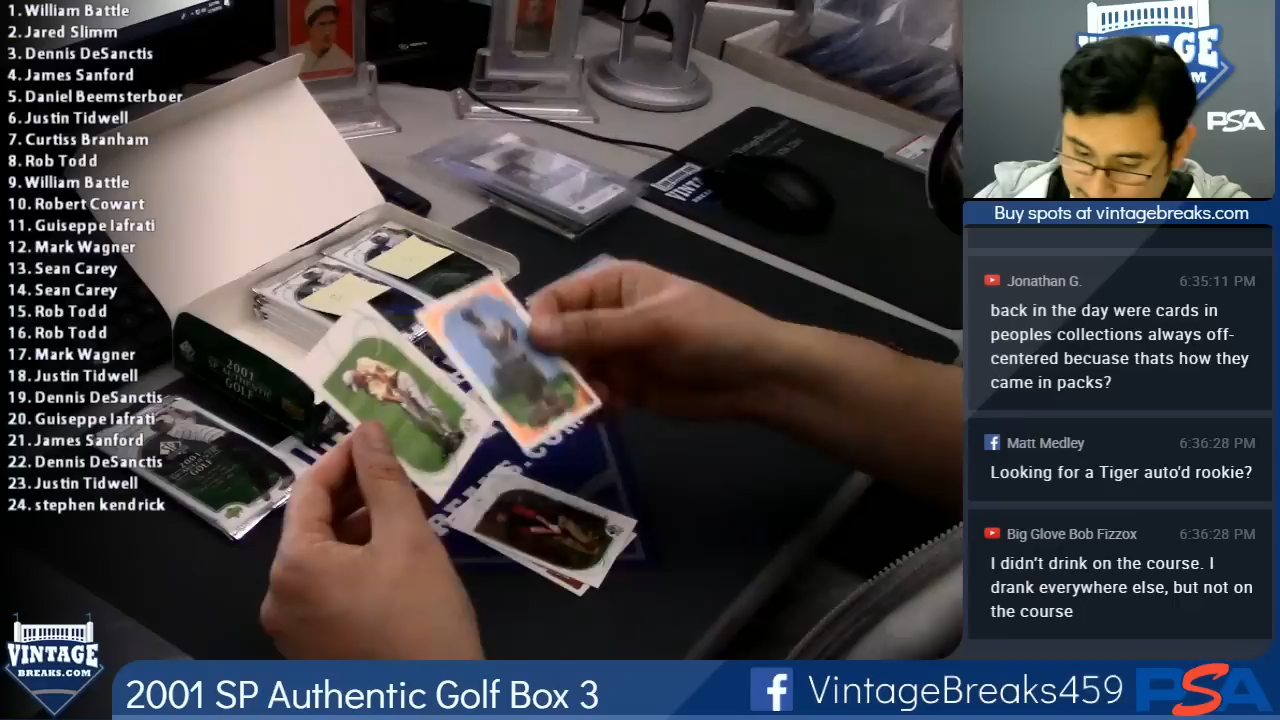 1. William Battle
2. Jared Slimm
3. Dennis DeSanctis
4. James Sanford
5. Daniel Beemsterboer
6. Justin Tidwell
7. Curtiss Branham
8. Rob Todd
9. William Battle
10. Robert Cowart
11. Guiseppe Iafrati
12. Mark Wagner
13. Sean Carey
14. Sean Carey
15. Rob Todd
16. Rob Todd
17. Mark Wagner
18. Justin Tidwell
19. Dennis DeSanctis
20. Guiseppe Iafrati
21. James Sanford
22. Dennis DeSanctis
23. Justin Tidwell
24. stephen kendrick
2001
SP AUTHENTIC
GOLF
2001
GOLF
VINTAGE
PSA
Buy spots at vintagebreaks.com
Jonathan G. 6:35:11 PM
back in the day were cards in
peoples collections always off-
centered becuase thats how they
came in packs?
Matt Medley 6:36:28 PM
Looking for a Tiger auto'd rookie?
Big Glove Bob Fizzox 6:36:28 PM
I didn't drink on the course. I
drank everywhere else, but not on
the course
VINTAGE
BREAKS.COM
2001 SP Authentic Golf Box 3
VintageBreaks459
PSA